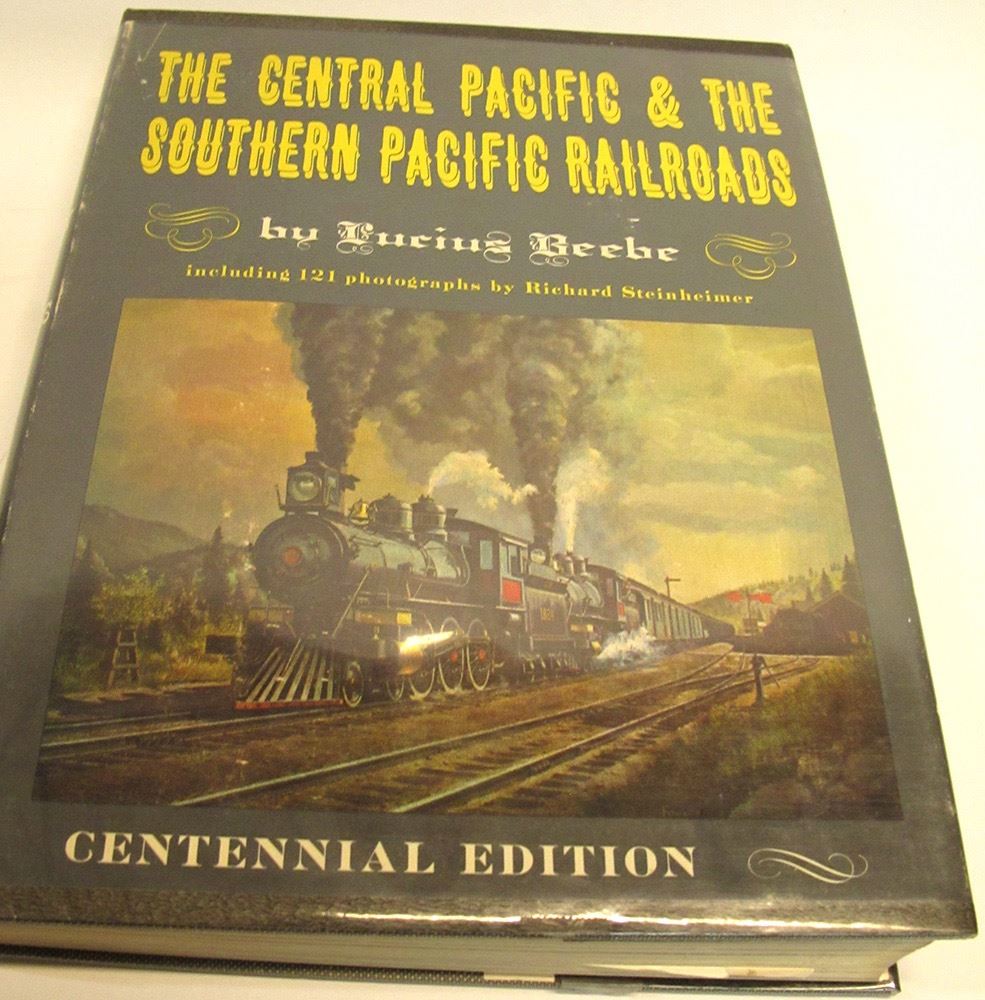 THE CENTRAL PACIFIC & THE
SOUTHERN PACIFIC RAILROADS
by Lucius Beebe
including 121 photographs by Richard Steinheimer
CENTENNIAL EDITION